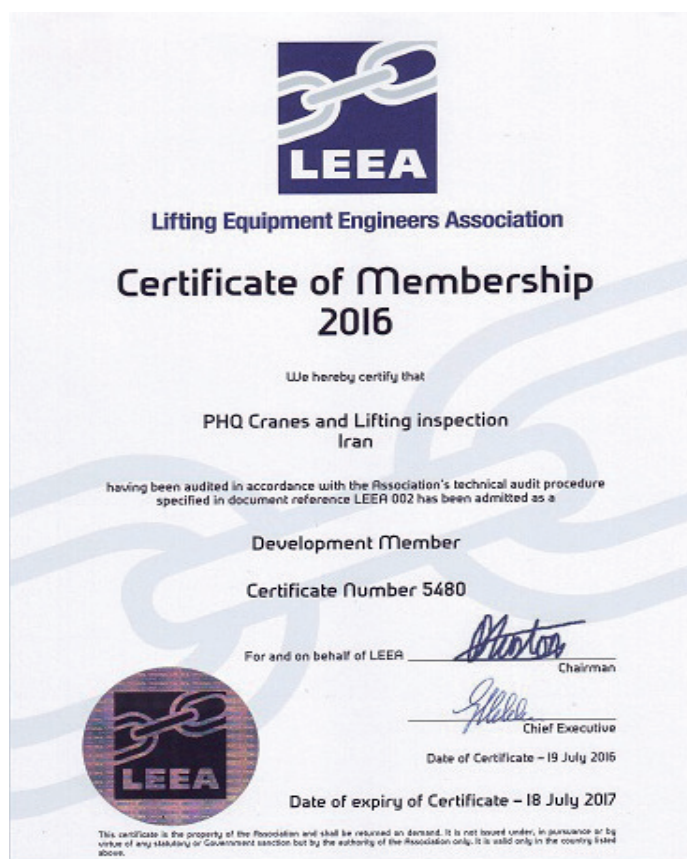 LEEA
Lifting Equipment Engineers Association
Certificate of Membership
2016
We hereby certify that
PHQ Cranes and Lifting inspection
Iran
having been audited in accordance with the Association's technical audit procedure
specified in document reference LEEA 002 has been admitted as a
Development Member
Certificate Number 5480
For and on behalf of LEEA
Chairman
Chief Executive
LEEA
Date of Certificate – 19 July 2016
Date of expiry of Certificate – 18 July 2017
This certificate is the property of the Association and shall be returned on demand. It is not issued under, in pursuance or by
virtue of any statutory or Government sanction but by the authority of the Association only. It is valid only in the country listed
above.